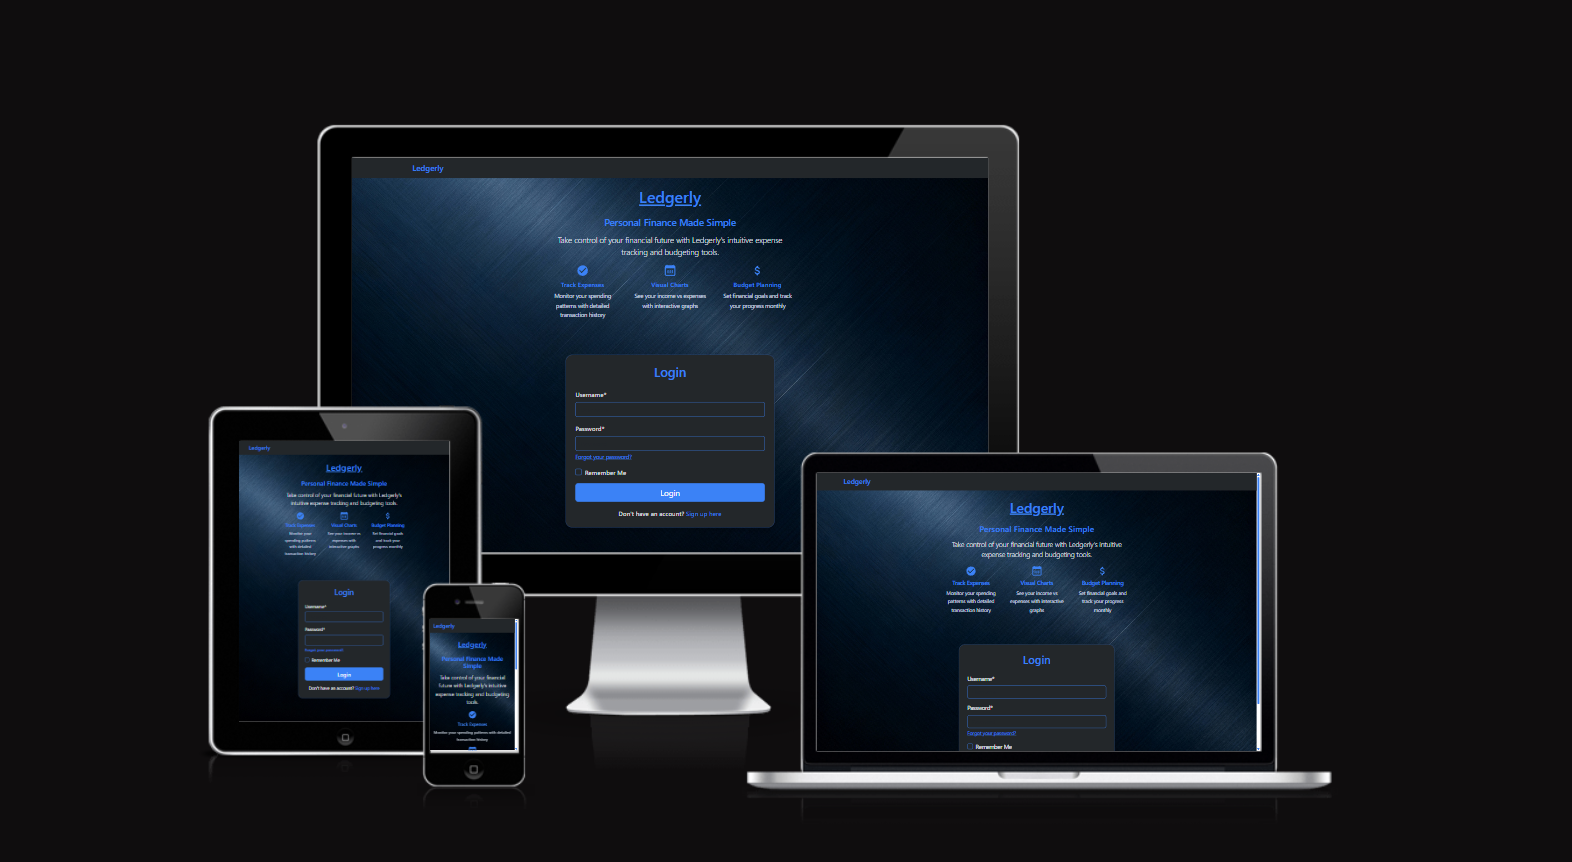 Ledgerly
Ledgerly
Personal Finance Made Simple
Take control of your financial future with Ledgerly's intuitive expense
tracking and budgeting tools.
Track Expenses
Monitor your spending
patterns with detailed
transaction history
Visual Charts
See your income vs expenses
with interactive graphs
Budget Planning
Set financial goals and track
your progress monthly
Login
Username*
Password*
Forgot your password?
Remember Me
Login
Don't have an account? Sign up here
Ledgerly
Ledgerly
Personal Finance Made Simple
Take control of your financial future with Ledgerly's
intuitive expense tracking and budgeting tools.
Track Expenses
Monitor your
spending patterns
with detailed
transaction history
Visual Charts
See your income vs
expenses with
interactive graphs
Budget Planning
Set financial goals
and track your
progress monthly
Login
Username*
Password*
Forgot your password?
Remember Me
Login
Don't have an account? Sign up here
Ledgerly
Ledgerly
Personal Finance Made
Simple
Take control of your financial
future with Ledgerly's intuitive
expense tracking and budgeting
tools.
Track Expenses
Monitor your spending patterns with detailed
transaction history
Ledgerly
Ledgerly
Personal Finance Made Simple
Take control of your financial future with Ledgerly's intuitive
expense tracking and budgeting tools.
Track Expenses
Monitor your spending
patterns with detailed
transaction history
Visual Charts
See your income vs
expenses with interactive
graphs
Budget Planning
Set financial goals and
track your progress
monthly
Login
Username*
Password*
Forgot your password?
Remember Me